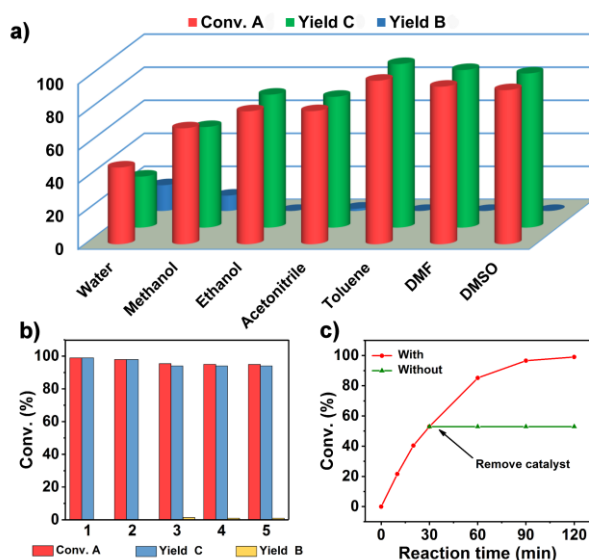 a)
Conv. A Yield C Yield B
100
80
60
40
20
0
Water
Methanol
Ethanol
Acetonitrile
Toluene
DMF
DMSO
b)
Conv. (%)
100
80
60
40
20
0
1 2 3 4 5
Conv. A Yield C Yield B
c)
Conv. (%)
100
80
60
40
20
0
With
Without
Remove catalyst
0 30 60 90 120
Reaction time (min)